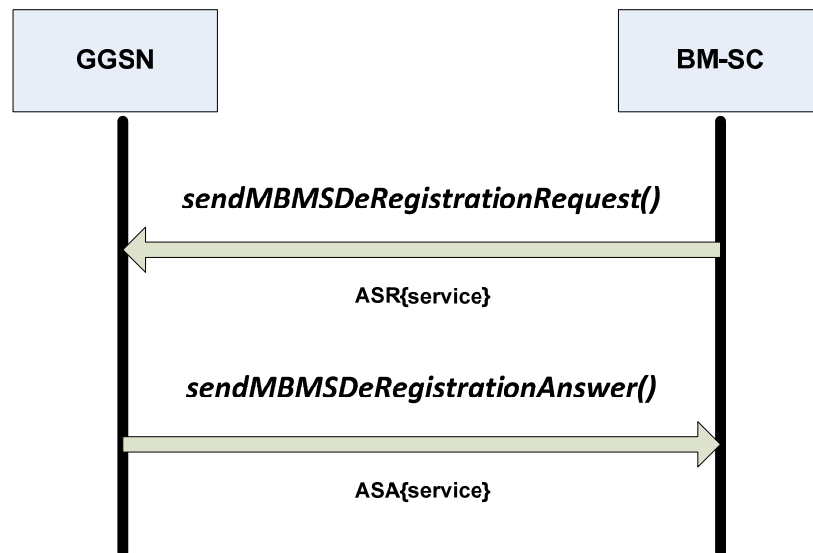 GGSN
BM-SC
sendMBMSDeRegistrationRequest()
ASR{service}
sendMBMSDeRegistrationAnswer()
ASA{service}